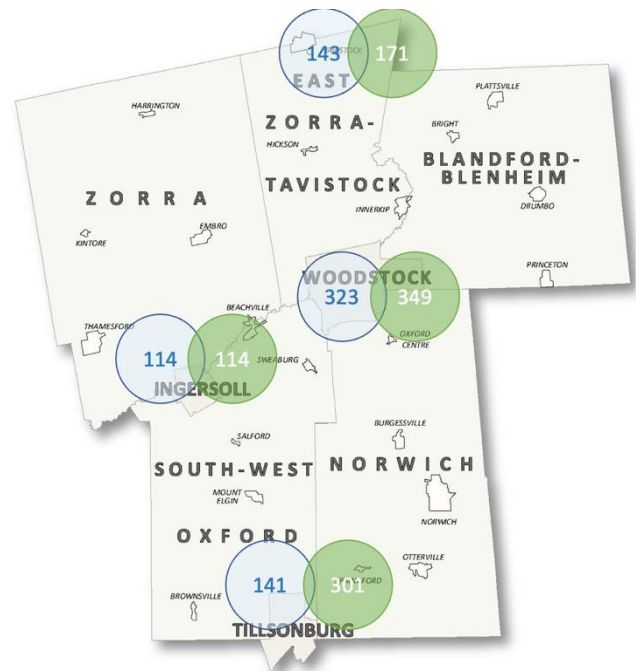 143
171
EAST
PLATTSVILLE
HARRINGTON
ZORRA-
BRIGHT
HICKSON
BLANDFORD-
BLENHEIM
TAVISTOCK
ZORRA
DRUMBO
INNERKIP
EMBRO
KINTORE
PRINCETON
WOODSTOCK
323
349
BEACHVILLE
THAMESFORD
OXFORD
CENTRE
114
114
SWEABURG
INGERSOLL
BURGESSVILLE
SALFORD
SOUTH-WEST
NORWICH
MOUNT
ELGIN
NORWICH
OXFORD
OTTERVILLE
141
301
BROWNSVILLE
TILLSONBURG